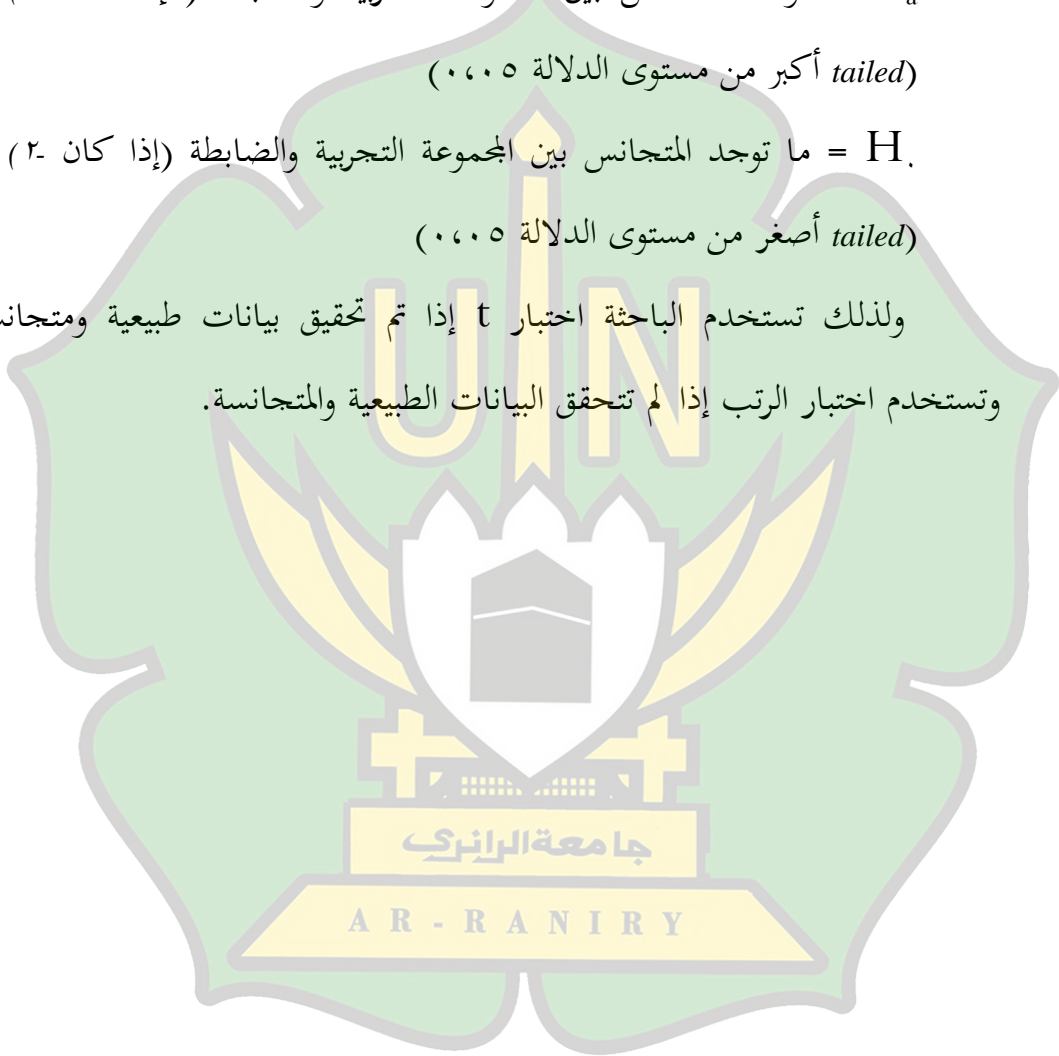 tailed) أكبر من مستوى الدلالة ٠،٠٥)
H. = ما توجد المتجانس بين المجموعة التجربية والضابطة (إذا كان -٢)
tailed) أصغر من مستوى الدلالة ٠،٠٥)
ولذلك تستخدم الباحثة اختبار t إذا تم تحقيق بيانات طبيعية
وتستخدم اختبار الرتب إذا لم تتحقق البيانات الطبيعية والمتجانسة.
UIN
جامعة الرانري
AR-RANIRY